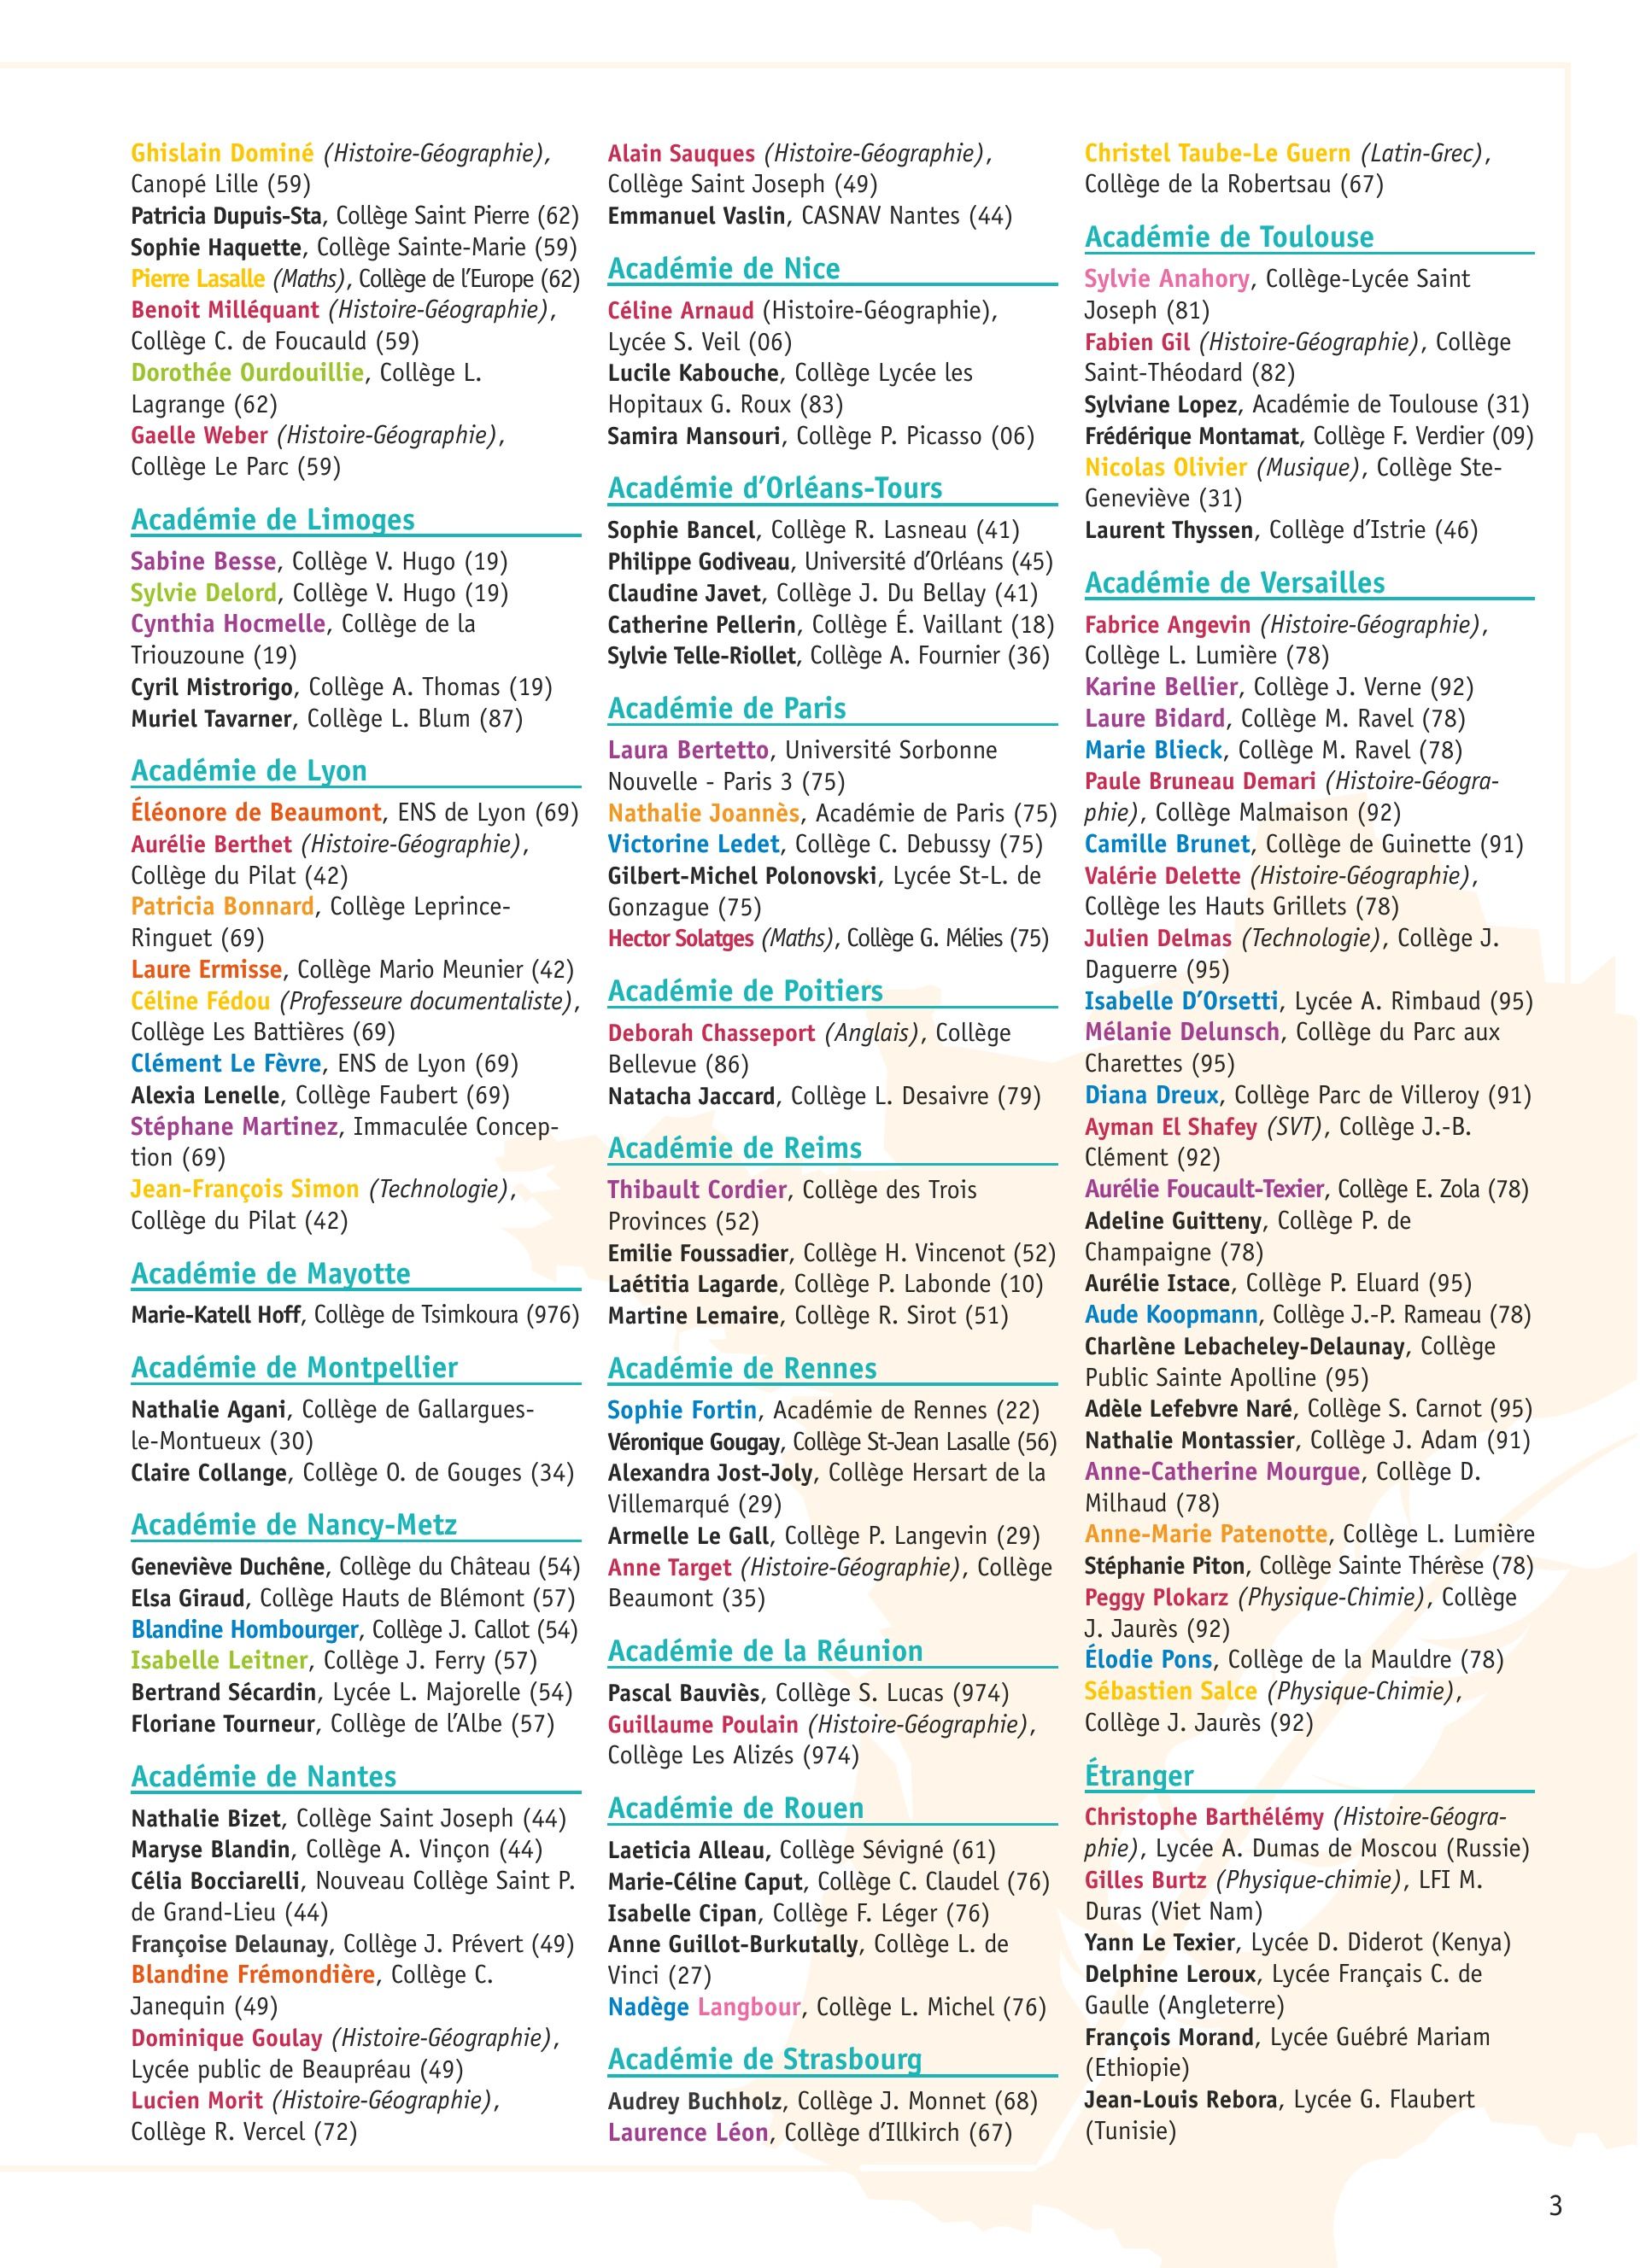 Ghislain Dominé (Histoire-Géographie),
Canopé Lille (59)
Patricia Dupuis-Sta, Collège Saint Pierre (62)
Sophie Haquette, Collège Sainte-Marie (59)
Pierre Lasalle (Maths), Collège de l'Europe (62)
Benoit Milléquant (Histoire-Géographie),
Collège C. de Foucauld (59)
Dorothée Ourdouillie, Collège L.
Lagrange (62)
Gaelle Weber (Histoire-Géographie),
Collège Le Parc (59)
Académie de Limoges
Sabine Besse, Collège V. Hugo (19)
Sylvie Delord, Collège V. Hugo (19)
Cynthia Hocmelle, Collège de la
Triouzoune (19)
Cyril Mistrorigo, Collège A. Thomas (19)
Muriel Tavarner, Collège L. Blum (87)
Académie de Lyon
Éléonore de Beaumont, ENS de Lyon (69)
Aurélie Berthet (Histoire-Géographie),
Collège du Pilat (42)
Patricia Bonnard, Collège Leprince-
Ringuet (69)
Laure Ermisse, Collège Mario Meunier (42)
Céline Fédou (Professeure documentaliste),
Collège Les Battières (69)
Clément Le Fèvre, ENS de Lyon (69)
Alexia Lenelle, Collège Faubert (69)
Stéphane Martinez, Immaculée Concep-
tion (69)
Jean-François Simon (Technologie),
Collège du Pilat (42)
Académie de Mayotte
Marie-Katell Hoff, Collège de Tsimkoura (976)
Académie de Montpellier
Nathalie Agani, Collège de Gallargues-
le-Montueux (30)
Claire Collange, Collège O. de Gouges (34)
Académie de Nancy-Metz
Geneviève Duchêne, Collège du Château (54)
Elsa Giraud, Collège Hauts de Blémont (57)
Blandine Hombourger, Collège J. Callot (54)
Isabelle Leitner, Collège J. Ferry (57)
Bertrand Sécardin, Lycée L. Majorelle (54)
Floriane Tourneur, Collège de l'Albe (57)
Académie de Nantes
Nathalie Bizet, Collège Saint Joseph (44)
Maryse Blandin, Collège A. Vinçon (44)
Célia Bocciarelli, Nouveau Collège Saint P.
de Grand-Lieu (44)
Françoise Delaunay, Collège J. Prévert (49)
Blandine Frémondière, Collège C.
Janequin (49)
Dominique Goulay (Histoire-Géographie),
Lycée public de Beaupréau (49)
Lucien Morit (Histoire-Géographie),
Collège R. Vercel (72)
Alain Sauques (Histoire-Géographie),
Collège Saint Joseph (49)
Emmanuel Vaslin, CASNAV Nantes (44)
Académie de Nice
Céline Arnaud (Histoire-Géographie),
Lycée S. Veil (06)
Lucile Kabouche, Collège Lycée les
Hopitaux G. Roux (83)
Samira Mansouri, Collège P. Picasso (06)
Académie d'Orléans-Tours
Sophie Bancel, Collège R. Lasneau (41)
Philippe Godiveau, Université d'Orléans (45)
Claudine Javet, Collège J. Du Bellay (41)
Catherine Pellerin, Collège É. Vaillant (18)
Sylvie Telle-Riollet, Collège A. Fournier (36)
Académie de Paris
Laura Bertetto, Université Sorbonne
Nouvelle - Paris 3 (75)
Nathalie Joannès, Académie de Paris (75)
Victorine Ledet, Collège C. Debussy (75)
Gilbert-Michel Polonovski, Lycée St-L. de
Gonzague (75)
Hector Solatges (Maths), Collège G. Mélies (75)
Académie de Poitiers
Deborah Chasseport (Anglais), Collège
Bellevue (86)
Natacha Jaccard, Collège L. Desaivre (79)
Académie de Reims
Thibault Cordier, Collège des Trois
Provinces (52)
Emilie Foussadier, Collège H. Vincenot (52)
Laétitia Lagarde, Collège P. Labonde (10)
Martine Lemaire, Collège R. Sirot (51)
Académie de Rennes
Sophie Fortin, Académie de Rennes (22)
Véronique Gougay, Collège St-Jean Lasalle (56)
Alexandra Jost-Joly, Collège Hersart de la
Villemarqué (29)
Armelle Le Gall, Collège P. Langevin (29)
Anne Target (Histoire-Géographie), Collège
Beaumont (35)
Académie de la Réunion
Pascal Bauviès, Collège S. Lucas (974)
Guillaume Poulain (Histoire-Géographie),
Collège Les Alizés (974)
Académie de Rouen
Laeticia Alleau, Collège Sévigné (61)
Marie-Céline Caput, Collège C. Claudel (76)
Isabelle Cipan, Collège F. Léger (76)
Anne Guillot-Burkutally, Collège L. de
Vinci (27)
Nadège Langbour, Collège L. Michel (76)
Académie de Strasbourg
Audrey Buchholz, Collège J. Monnet (68)
Laurence Léon, Collège d'Illkirch (67)
Christel Taube-Le Guern (Latin-Grec),
Collège de la Robertsau (67)
Académie de Toulouse
Sylvie Anahory, Collège-Lycée Saint
Joseph (81)
Fabien Gil (Histoire-Géographie), Collège
Saint-Théodard (82)
Sylviane Lopez, Académie de Toulouse (31)
Frédérique Montamat, Collège F. Verdier (09)
Nicolas Olivier (Musique), Collège Ste-
Geneviève (31)
Laurent Thyssen, Collège d'Istrie (46)
Académie de Versailles
Fabrice Angevin (Histoire-Géographie),
Collège L. Lumière (78)
Karine Bellier, Collège J. Verne (92)
Laure Bidard, Collège M. Ravel (78)
Marie Blieck, Collège M. Ravel (78)
Paule Bruneau Demari (Histoire-Géogra-
phie), Collège Malmaison (92)
Camille Brunet, Collège de Guinette (91)
Valérie Delette (Histoire-Géographie),
Collège les Hauts Grillets (78)
Julien Delmas (Technologie), Collège J.
Daguerre (95)
Isabelle D'Orsetti, Lycée A. Rimbaud (95)
Mélanie Delunsch, Collège du Parc aux
Charettes (95)
Diana Dreux, Collège Parc de Villeroy (91)
Ayman El Shafey (SVT), Collège J.-B.
Clément (92)
Aurélie Foucault-Texier, Collège E. Zola (78)
Adeline Guitteny, Collège P. de
Champaigne (78)
Aurélie Istace, Collège P. Eluard (95)
Aude Koopmann, Collège J.-P. Rameau (78)
Charlène Lebacheley-Delaunay, Collège
Public Sainte Apolline (95)
Adèle Lefebvre Naré, Collège S. Carnot (95)
Nathalie Montassier, Collège J. Adam (91)
Anne-Catherine Mourgue, Collège D.
Milhaud (78)
Anne-Marie Patenotte, Collège L. Lumière
Stéphanie Piton, Collège Sainte Thérèse (78)
Peggy Plokarz (Physique-Chimie), Collège
J. Jaurès (92)
Élodie Pons, Collège de la Mauldre (78)
Sébastien Salce (Physique-Chimie),
Collège J. Jaurès (92)
Étranger
Christophe Barthélémy (Histoire-Géogra-
phie), Lycée A. Dumas de Moscou (Russie)
Gilles Burtz (Physique-chimie), LFI M.
Duras (Viet Nam)
Yann Le Texier, Lycée D. Diderot (Kenya)
Delphine Leroux, Lycée Français C. de
Gaulle (Angleterre)
François Morand, Lycée Guébré Mariam
(Ethiopie)
Jean-Louis Rebora, Lycée G. Flaubert
(Tunisie)
3